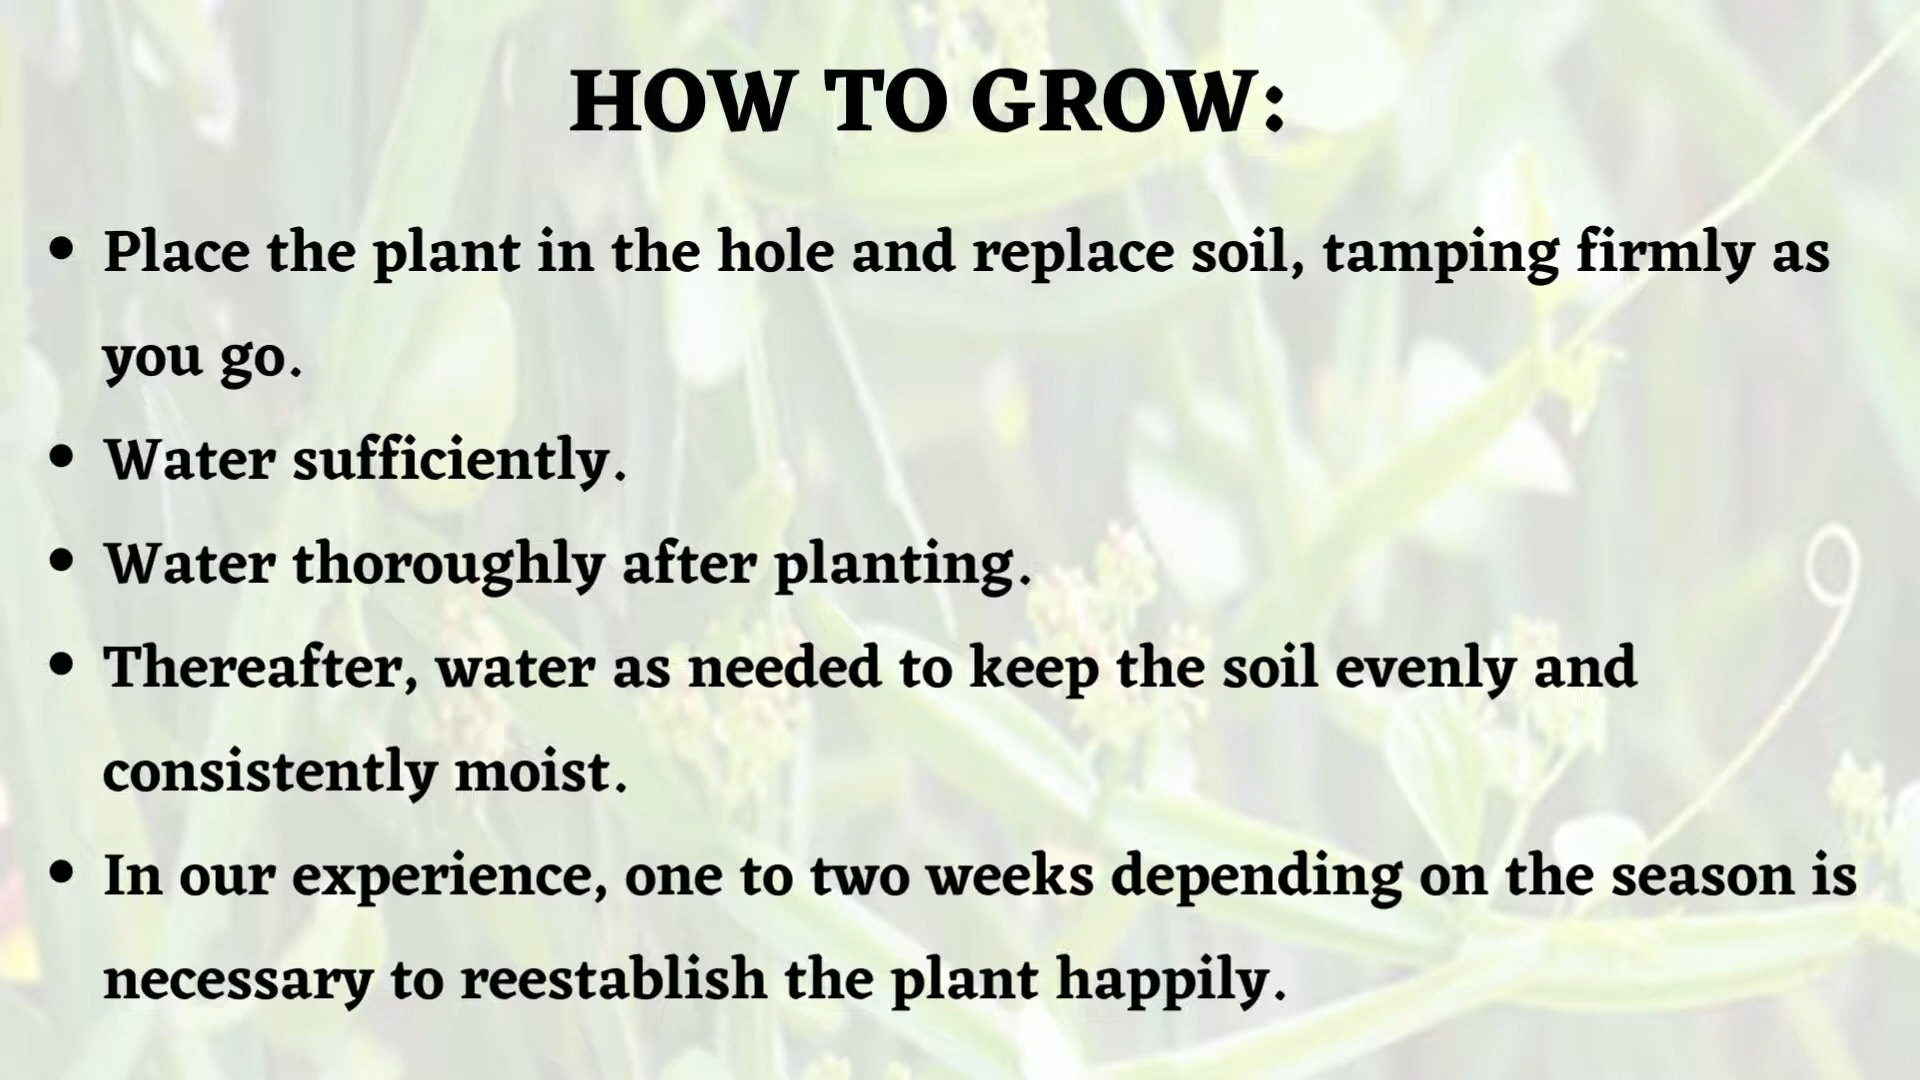 HOW TO GROW:
• Place the plant in the hole and replace soil, tamping firmly as
you go.
• Water sufficiently.
• Water thoroughly after planting.
• Thereafter, water as needed to keep the soil evenly and
consistently moist.
• In our experience, one to two weeks depending on the season is
necessary to reestablish the plant happily.